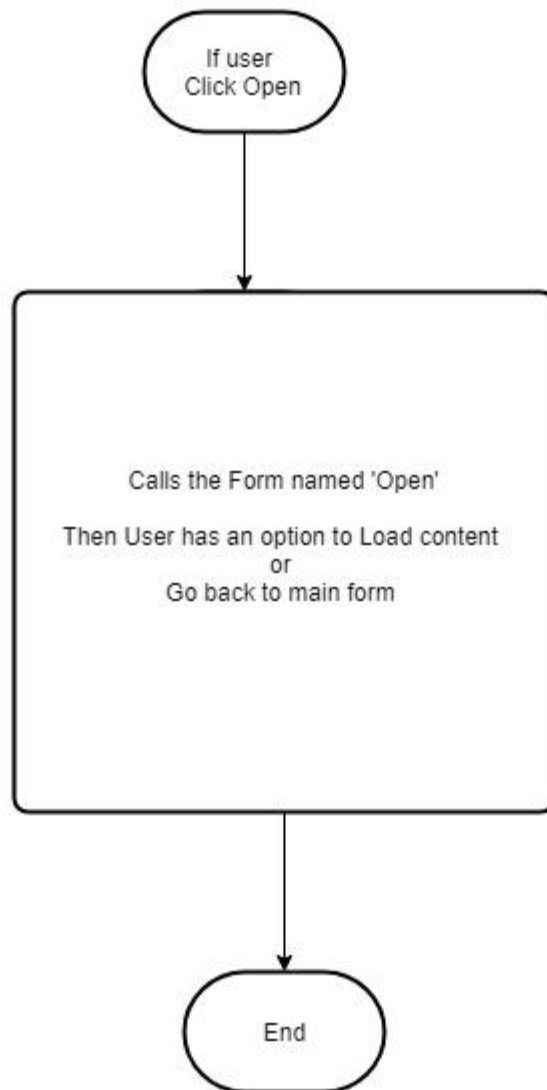 If user
Click Open
Calls the Form named 'Open'
Then User has an option to Load content
or
Go back to main form
End